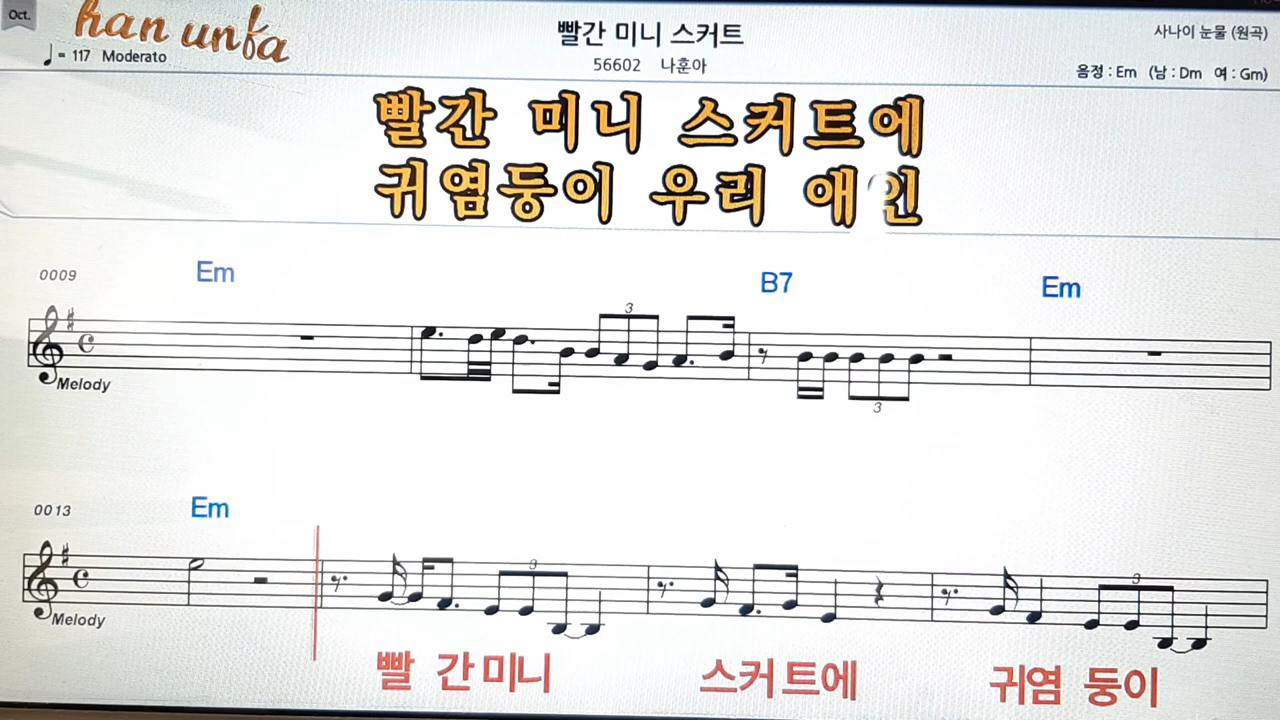 Oct.
han unfa
♩= 117 Moderato
빨간 미니 스커트
56602 나훈아
사나이 눈물 (원곡)
음정 : Em (남 : Dm 여 : Gm)
빨간 미니 스커트에
귀염둥이 우리 애인
0009 Em B7 Em
3
Melody
3
0013 Em
3 3
Melody
빨 간미니 스커트에 귀염 둥이